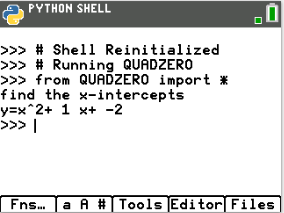 PYTHON SHELL
>>> # Shell Reinitialized
>>> # Running QUADZERO
>>> from QUADZERO import *
find the x-intercepts
y=x^2+ 1 x+ -2
>>> |
Fns… a A # Tools Editor Files